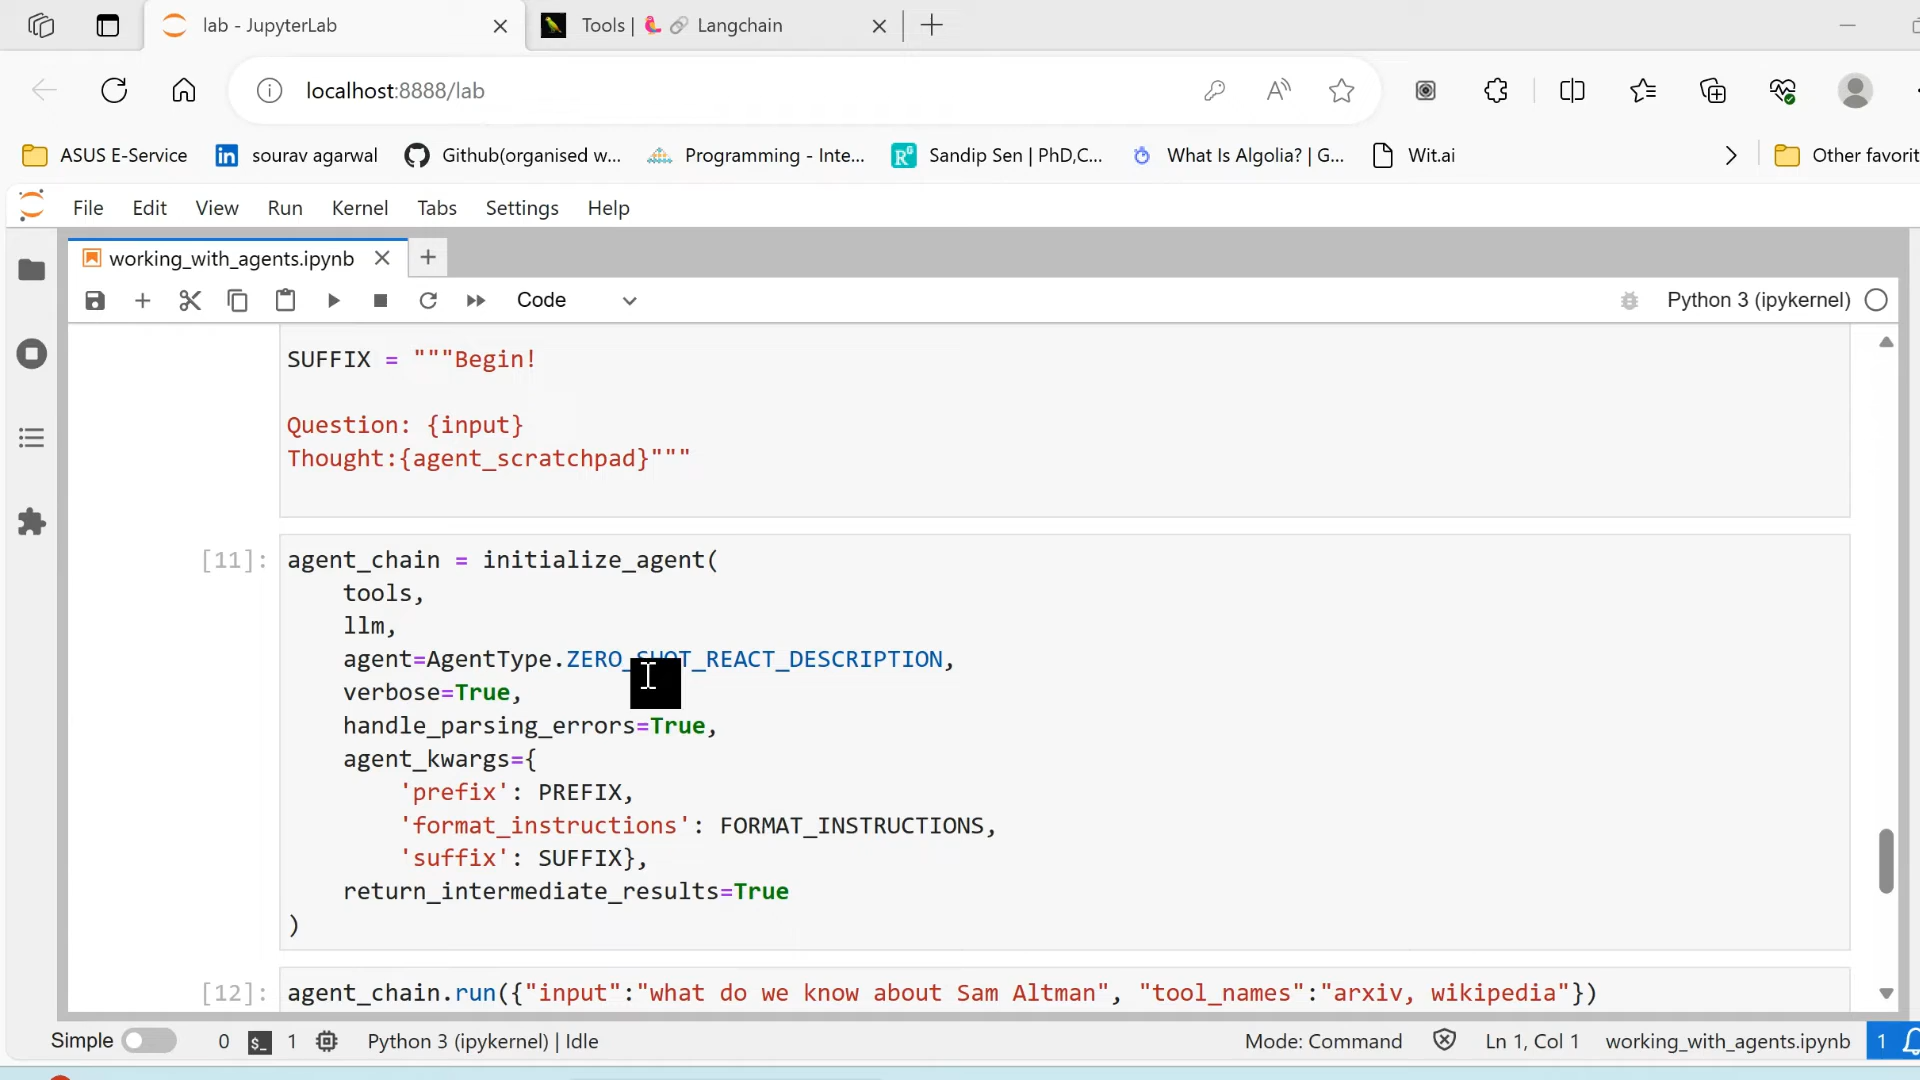 lab - JupyterLab
Tools | 🦜 🔗 Langchain
localhost:8888/lab
ASUS E-Service
sourav agarwal
Github(organised w...
Programming - Inte...
Sandip Sen | PhD,C...
What Is Algolia? | G...
Wit.ai
Other favorit
File Edit View Run Kernel Tabs Settings Help
working_with_agents.ipynb
Code
Python 3 (ipykernel)
SUFFIX = """Begin!
Question: {input}
Thought:{agent_scratchpad}"""
[11]: agent_chain = initialize_agent(
tools,
llm,
agent=AgentType.ZERO_SHOT_REACT_DESCRIPTION,
verbose=True,
handle_parsing_errors=True,
agent_kwargs={
'prefix': PREFIX,
'format_instructions': FORMAT_INSTRUCTIONS,
'suffix': SUFFIX},
return_intermediate_results=True
)
[12]: agent_chain.run({"input":"what do we know about Sam Altman", "tool_names":"arxiv, wikipedia"})
Simple 0 $_ 1 Python 3 (ipykernel) | Idle Mode: Command Ln 1, Col 1 working_with_agents.ipynb 1